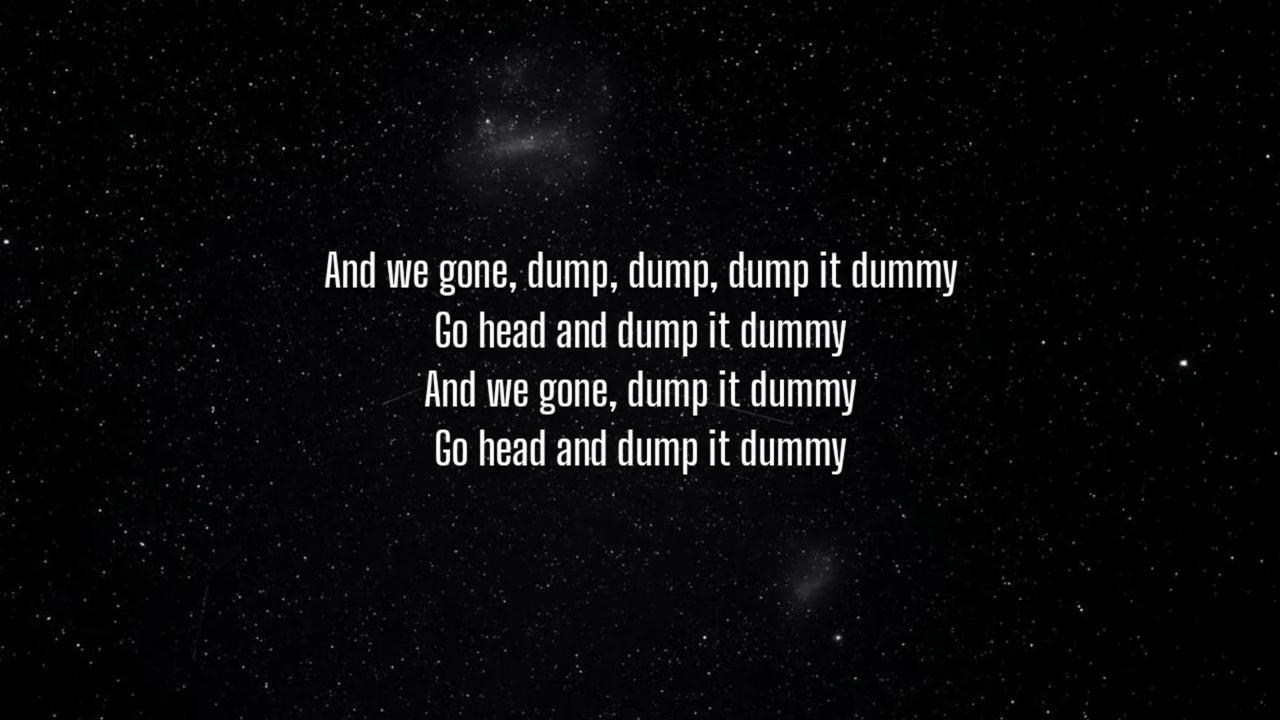 And we gone, dump, dump, dump it dummy
Go head and dump it dummy
And we gone, dump it dummy
Go head and dump it dummy